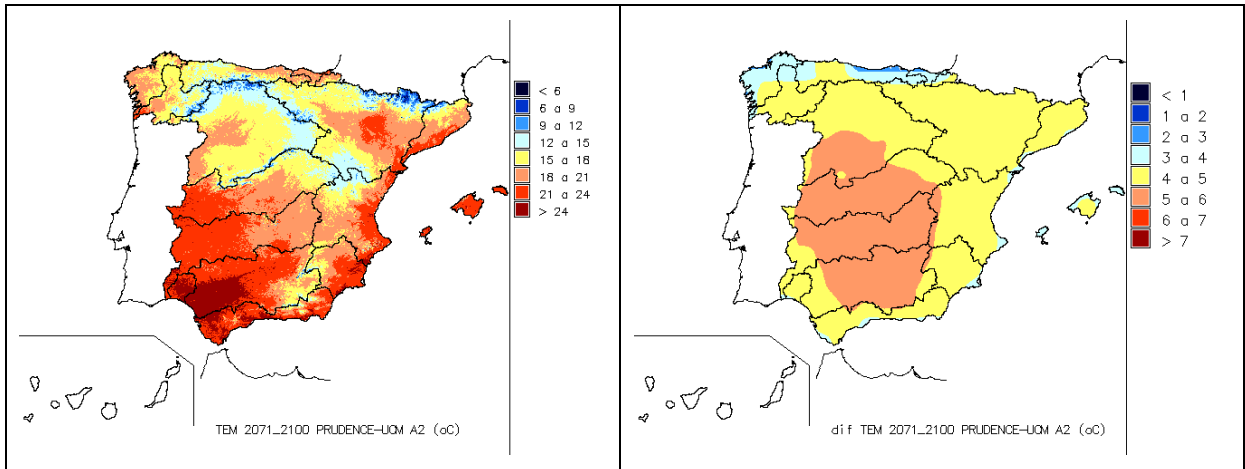 < 6
6 a 9
9 a 12
12 a 15
15 a 18
18 a 21
21 a 24
> 24
TEM 2071_2100 PRUDENCE-UCM A2 (oC)
< 1
1 a 2
2 a 3
3 a 4
4 a 5
5 a 6
6 a 7
> 7
dif TEM 2071_2100 PRUDENCE-UCM A2 (oC)